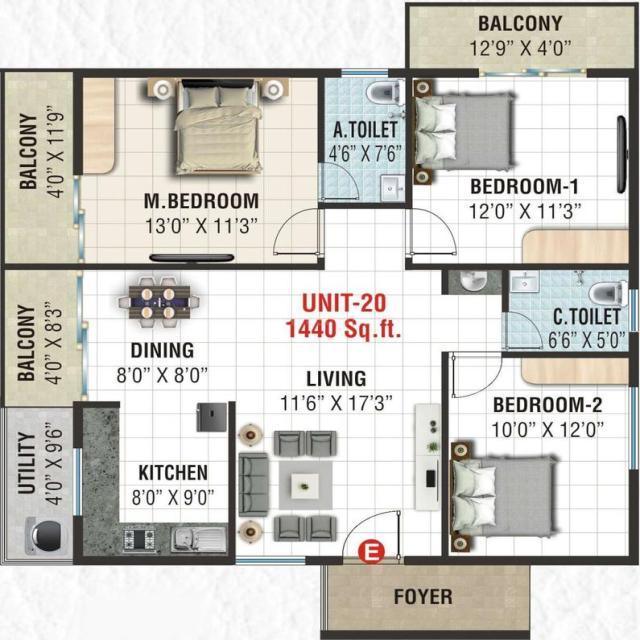 BALCONY
12'9" X 4'0"
BALCONY
4'0" X 11'9"
A.TOILET
4'6" X 7'6"
M.BEDROOM
13'0" X 11'3"
BEDROOM-1
12'0" X 11'3"
UNIT-20
1440 Sq.ft.
BALCONY
4'0" X 8'3"
DINING
8'0" X 8'0"
LIVING
11'6" X 17'3"
C.TOILET
6'6" X 5'0"
BEDROOM-2
10'0" X 12'0"
UTILITY
4'0" X 9'6"
KITCHEN
8'0" X 9'0"
E
FOYER